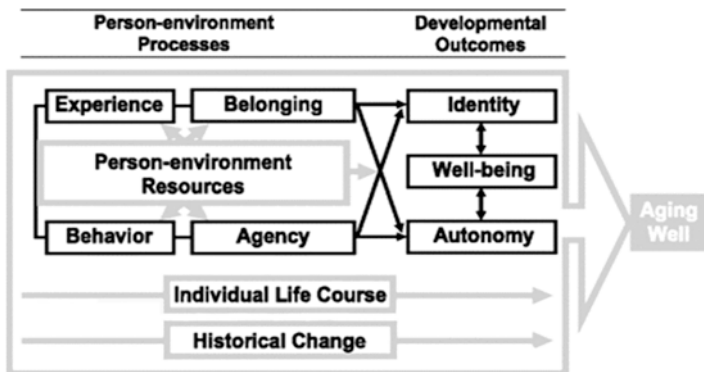 Person-environment Developmental
Processes Outcomes
Experience Belonging Identity
Person-environment
Resources
Well-being
Behavior Agency Autonomy
Aging
Well
Individual Life Course
Historical Change